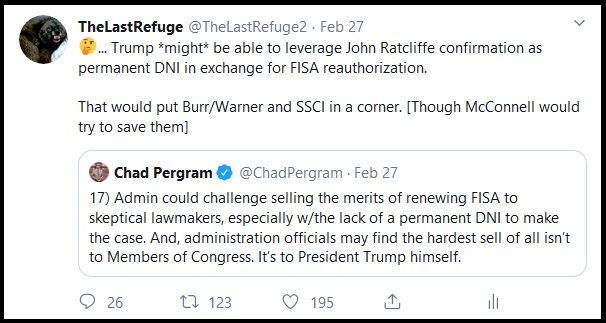 TheLastRefuge @TheLastRefuge2 · Feb 27
🤔... Trump *might* be able to leverage John Ratcliffe confirmation as
permanent DNI in exchange for FISA reauthorization.
That would put Burr/Warner and SSCI in a corner. [Though McConnell would
try to save them]
Chad Pergram @ChadPergram · Feb 27
17) Admin could challenge selling the merits of renewing FISA to
skeptical lawmakers, especially w/the lack of a permanent DNI to make
the case. And, administration officials may find the hardest sell of all isn't
to Members of Congress. It's to President Trump himself.
26 123 195